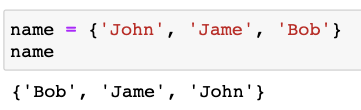 name = {'John', 'Jame', 'Bob'}
name
{'Bob', 'Jame', 'John'}